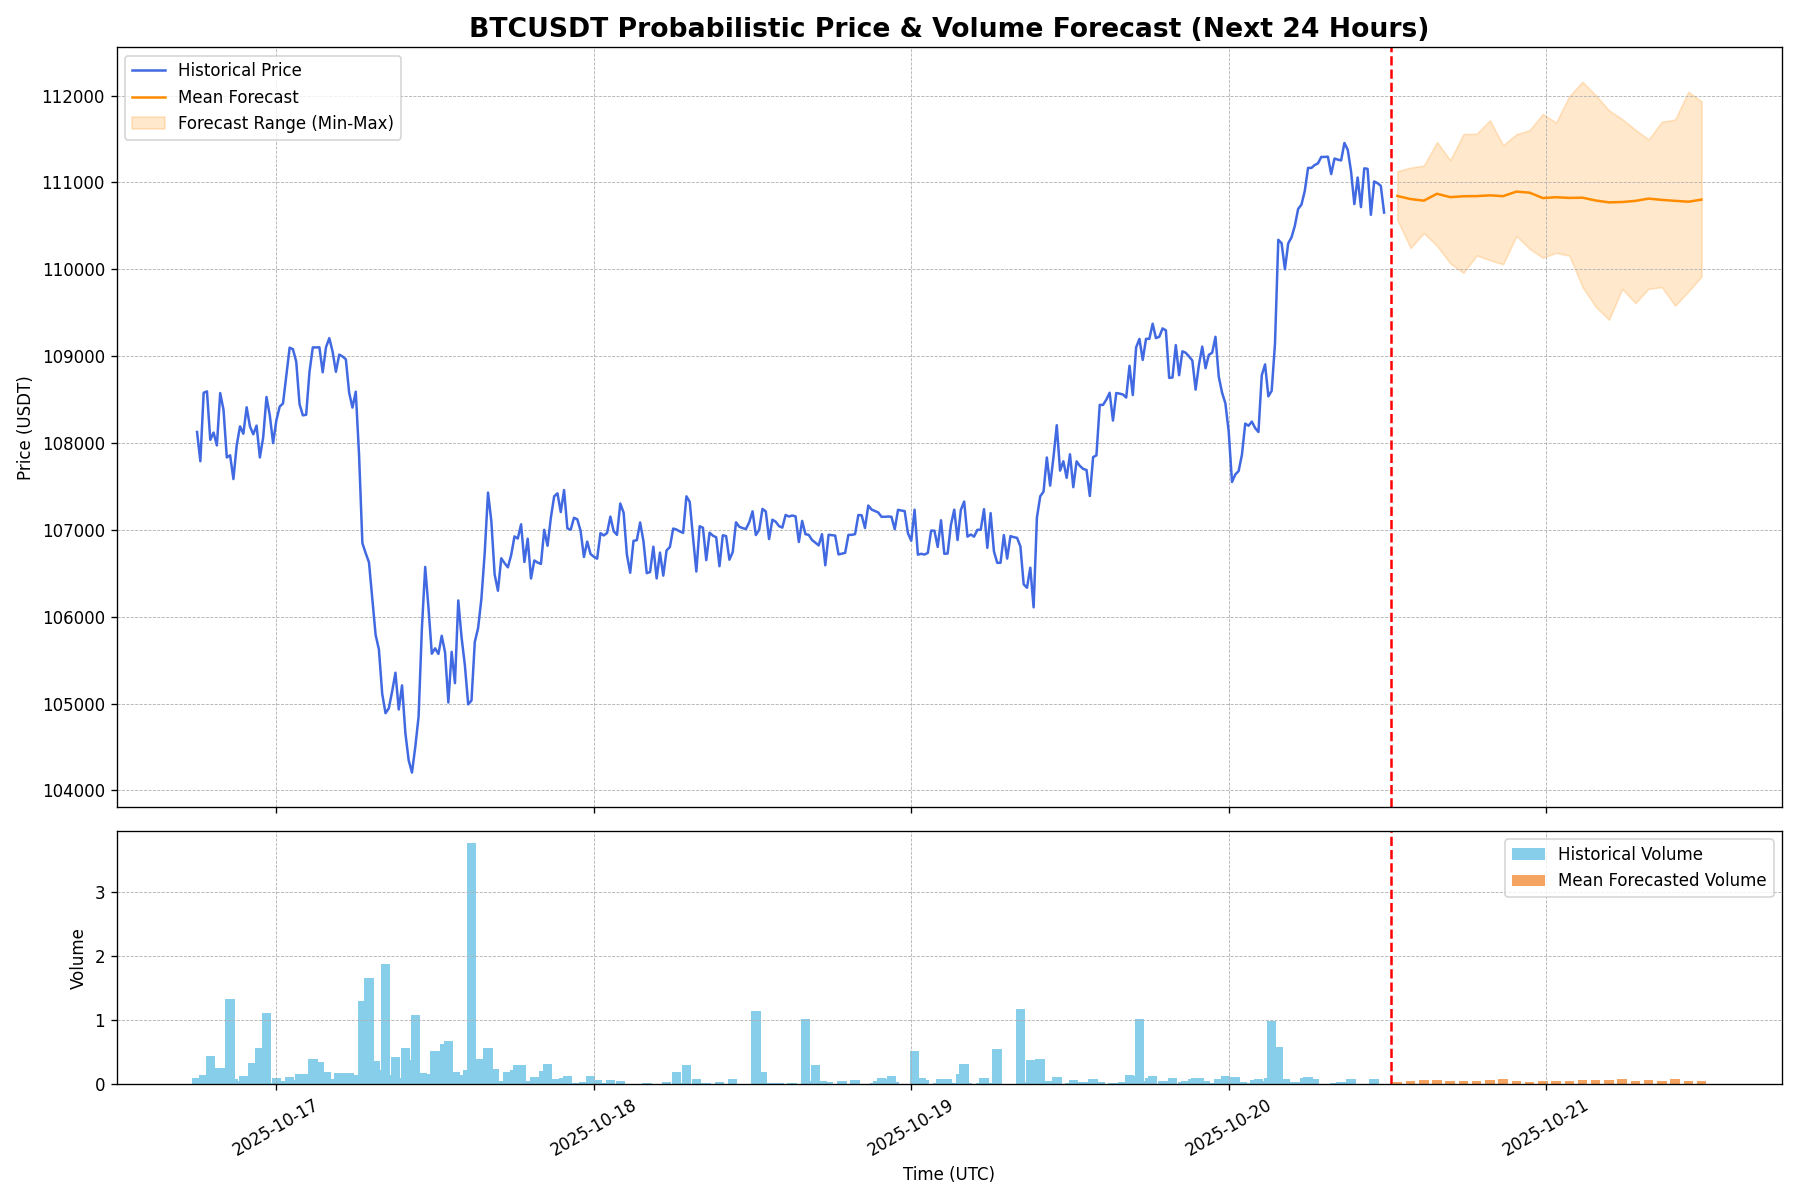 BTCUSDT Probabilistic Price & Volume Forecast (Next 24 Hours)
Historical Price
Mean Forecast
Forecast Range (Min-Max)
112000
111000
110000
109000
108000
107000
106000
105000
104000
Price (USDT)
Historical Volume
Mean Forecasted Volume
3
2
1
0
Volume
2025-10-17
2025-10-18
2025-10-19
2025-10-20
2025-10-21
Time (UTC)